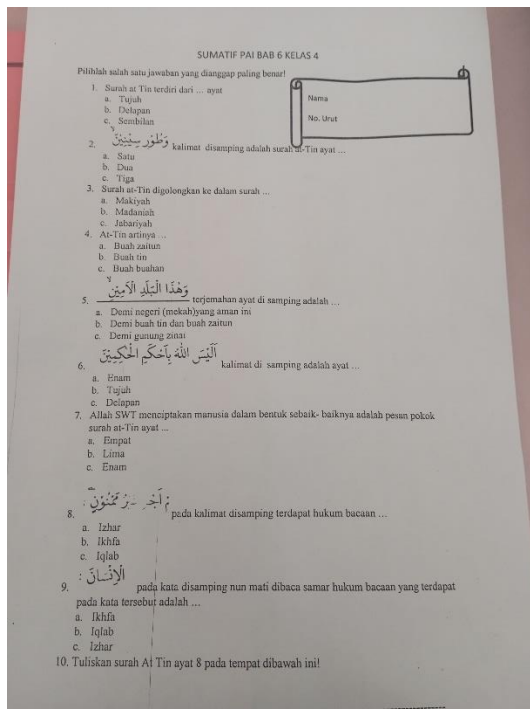 SUMATIF PAI BAB 6 KELAS 4
Pilihlah salah satu jawaban yang dianggap paling benar!
Nama
No. Urut
1. Surah at Tin terdiri dari ... ayat
a. Tujuh
b. Delapan
c. Sembilan
2. وَطُوْرِ سِيْنِيْنَۙ kalimat disamping adalah surah at-Tin ayat ...
a. Satu
b. Dua
c. Tiga
3. Surah at-Tin digolongkan ke dalam surah ...
a. Makiyah
b. Madaniah
c. Jabariyah
4. At-Tin artinya ...
a. Buah zaitun
b. Buah tin
c. Buah buahan
5. وَهٰذَا الْبَلَدِ الْاَمِيْنِۙ terjemahan ayat di samping adalah ...
a. Demi negeri (mekah)yang aman ini
b. Demi buah tin dan buah zaitun
c. Demi gunung zinai
6. اَلَيْسَ اللّٰهُ بِاَحْكَمِ الْحٰكِمِيْنَ kalimat di samping adalah ayat ...
a. Enam
b. Tujuh
c. Delapan
7. Allah SWT menciptakan manusia dalam bentuk sebaik- baiknya adalah pesan pokok
surah at-Tin ayat ...
a. Empat
b. Lima
c. Enam
8. مَمْنُوْنٍ : pada kalimat disamping terdapat hukum bacaan ...
a. Izhar
b. Ikhfa
c. Iqlab
9. الْاِنْسَانَ : pada kata disamping nun mati dibaca samar hukum bacaan yang terdapat
pada kata tersebut adalah ...
a. Ikhfa
b. Iqlab
c. Izhar
10. Tuliskan surah At Tin ayat 8 pada tempat dibawah ini!